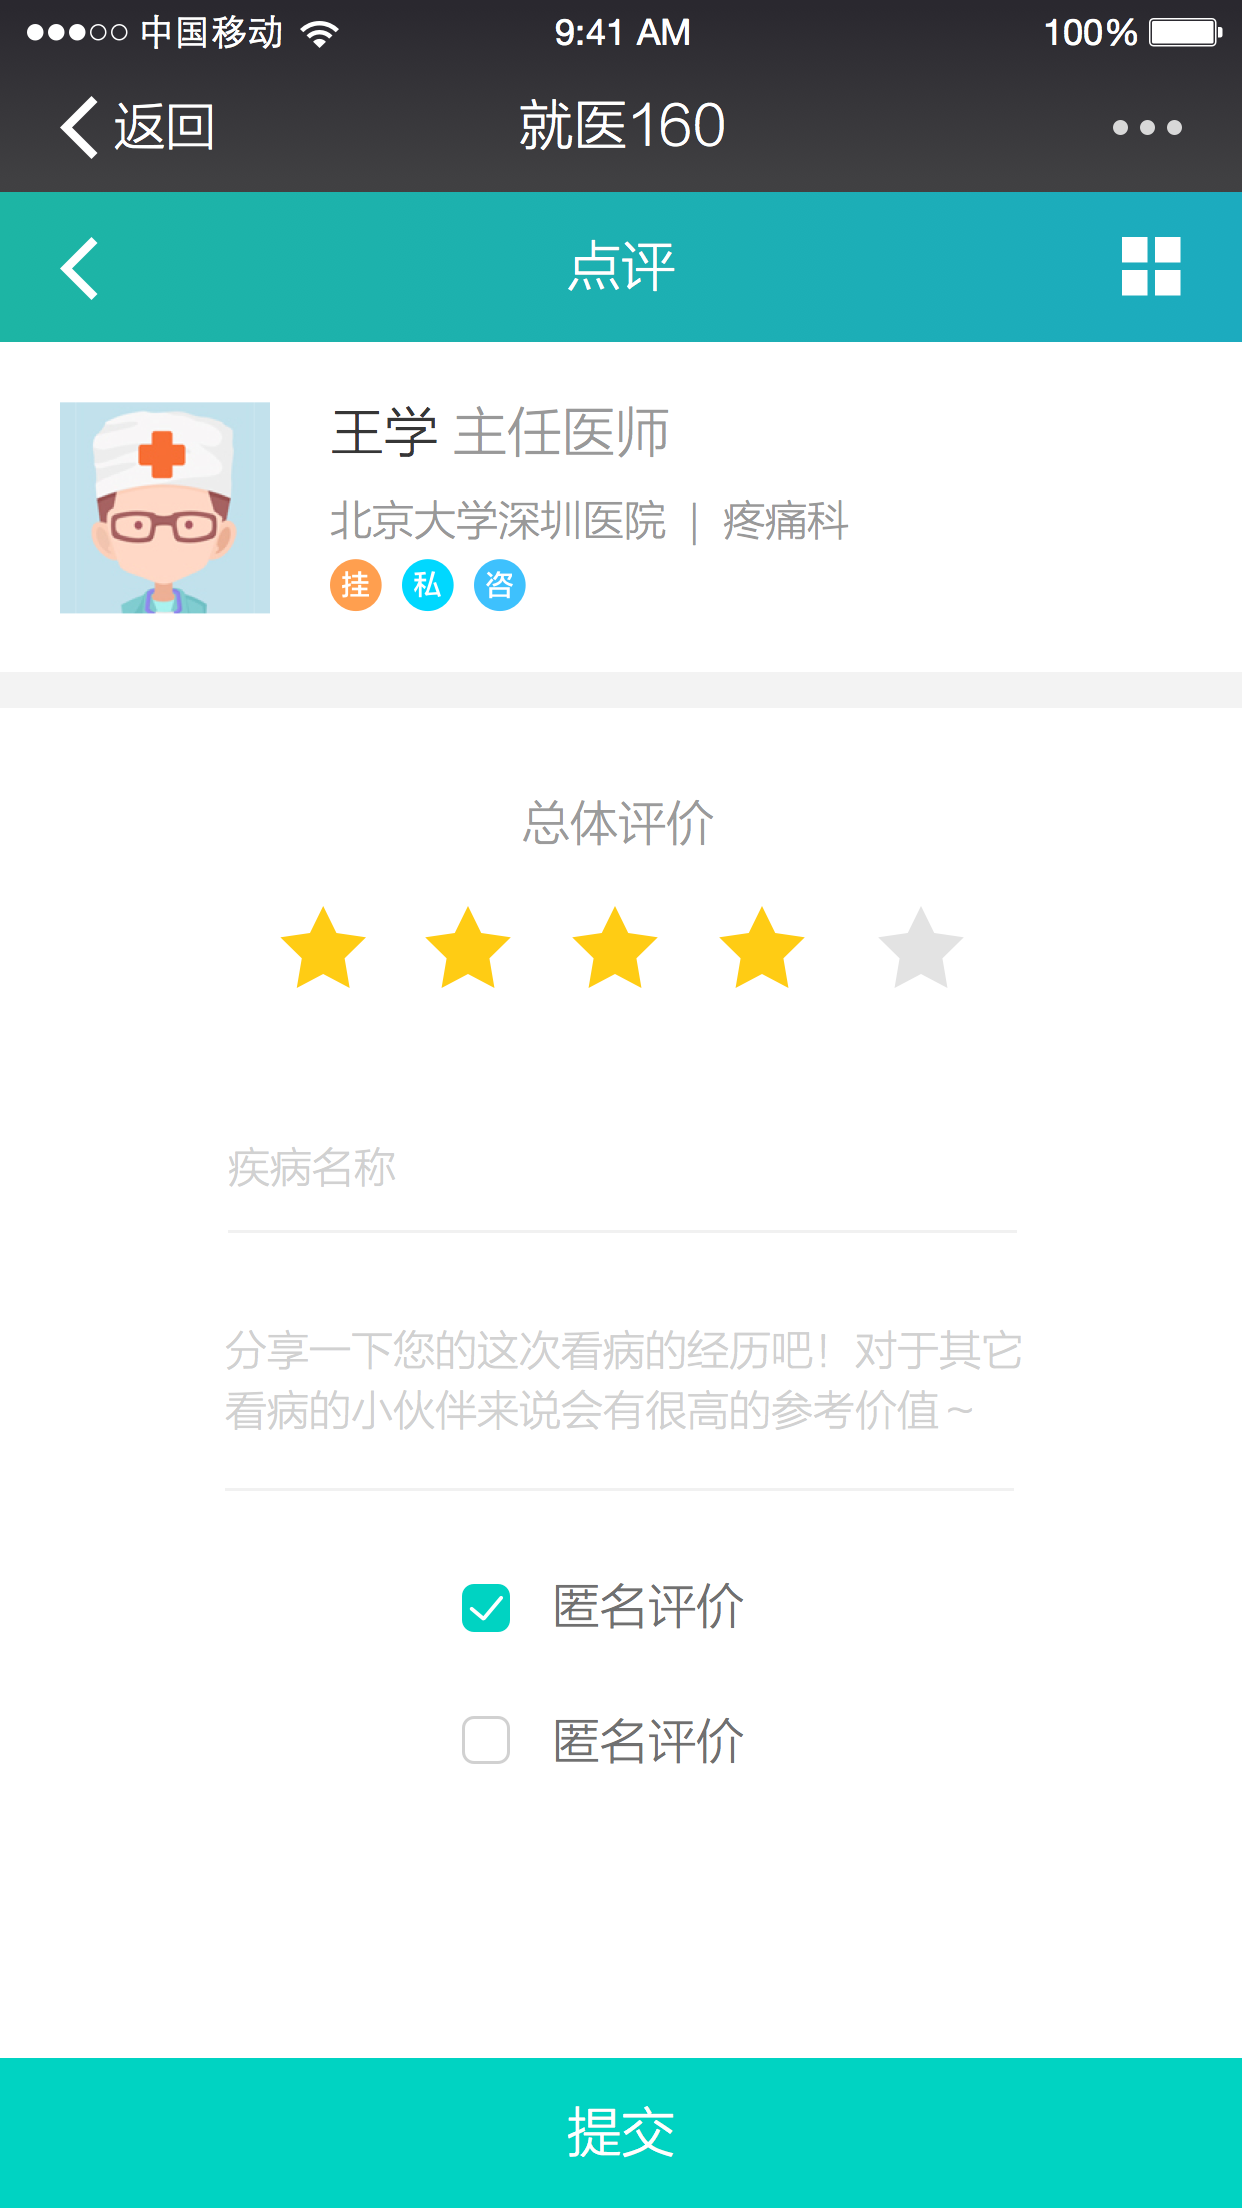 中国移动 9:41 AM 100%
返回 就医160
点评
王学 主任医师
北京大学深圳医院 | 疼痛科
挂 私 咨
总体评价
疾病名称
分享一下您的这次看病的经历吧！对于其它
看病的小伙伴来说会有很高的参考价值~
匿名评价
匿名评价
提交